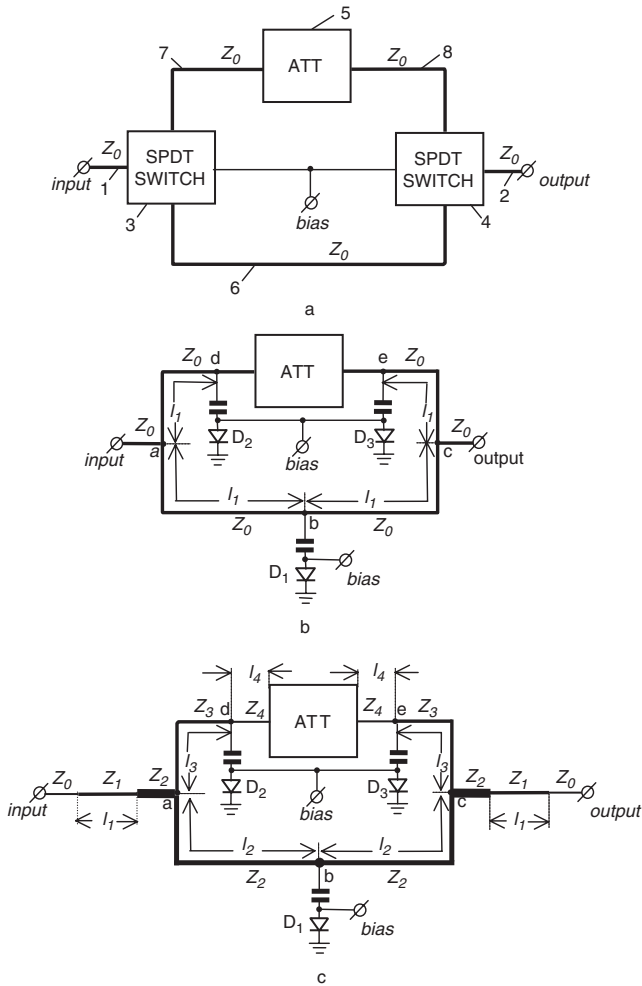 5
7 Z0 ATT Z0 8
Z0 SPDT SWITCH SPDT SWITCH Z0
input 1 bias 2 output
3 4
Z0
6
a
Z0 d e Z0
ATT
l1 l1
Z0 D2 D3 Z0
input a bias c output
l1 l1
Z0 b Z0
D1 bias
b
l4 l4
Z3 d Z4 ATT Z4 e Z3
l3 l3
Z0 Z1 Z2 D2 D3 Z2 Z1 Z0
input a bias c output
l1 l2 l2 l1
Z2 b Z2
D1 bias
c